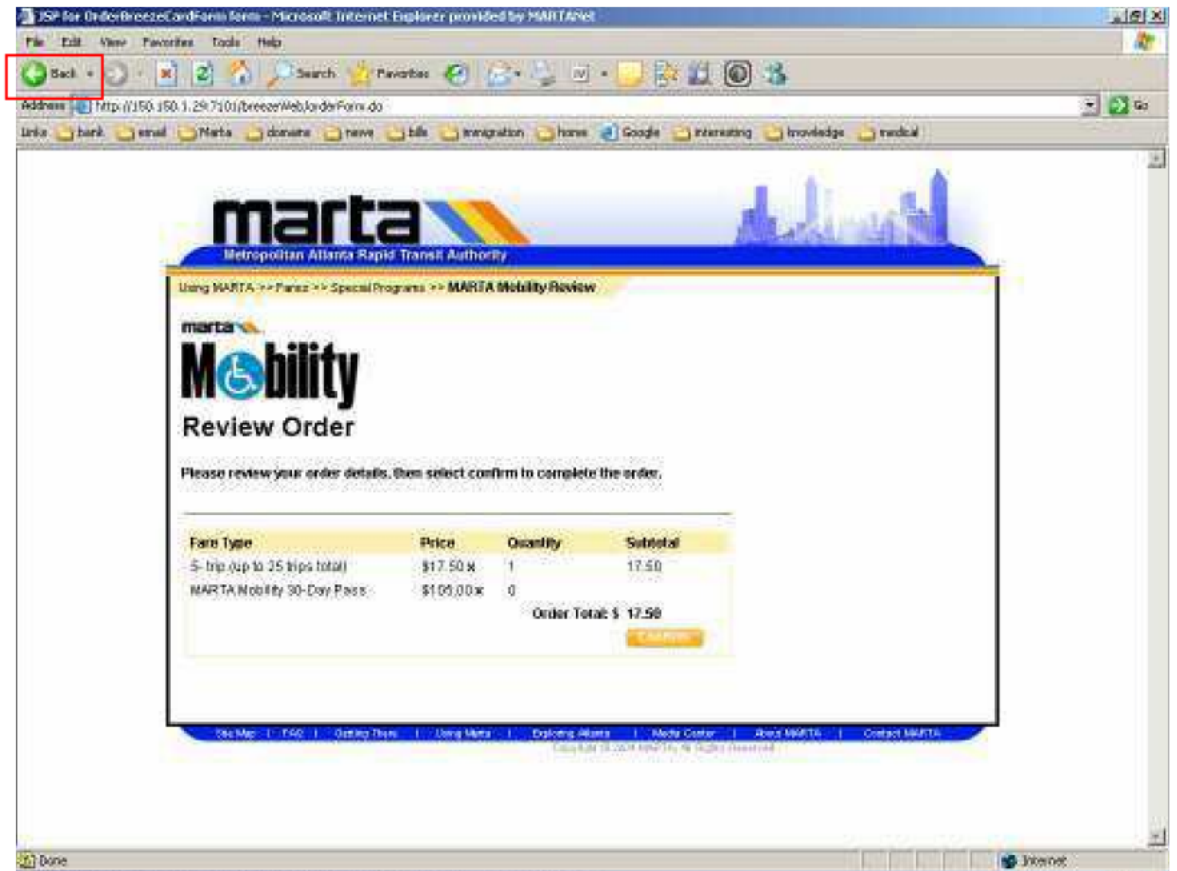 JSP for OrderBreezeCardForm form - Microsoft Internet Explorer provided by MARTANet
File Edit View Favorites Tools Help
Back Search Favorites
Address http://150.150.1.29:7101/breezeWeb/orderForm.do Go
Links bank email Marta domains news bills immigration home Google interesting knowledge medical
marta
Metropolitan Atlanta Rapid Transit Authority
Using MARTA >> Fares >> Special Programs >> MARTA Mobility Review
marta
Mobility
Review Order
Please review your order details, then select confirm to complete the order.
Fare Type Price Quantity Subtotal
5- trip (up to 25 trips total) $17.50 x 1 17.50
MARTA Mobility 30-Day Pass x 0
Order Total: $ 17.50
Confirm
Site Map | FAQ | Getting There | Using Marta | Exploring Atlanta | Media Center | About MARTA | Contact MARTA
Done Internet